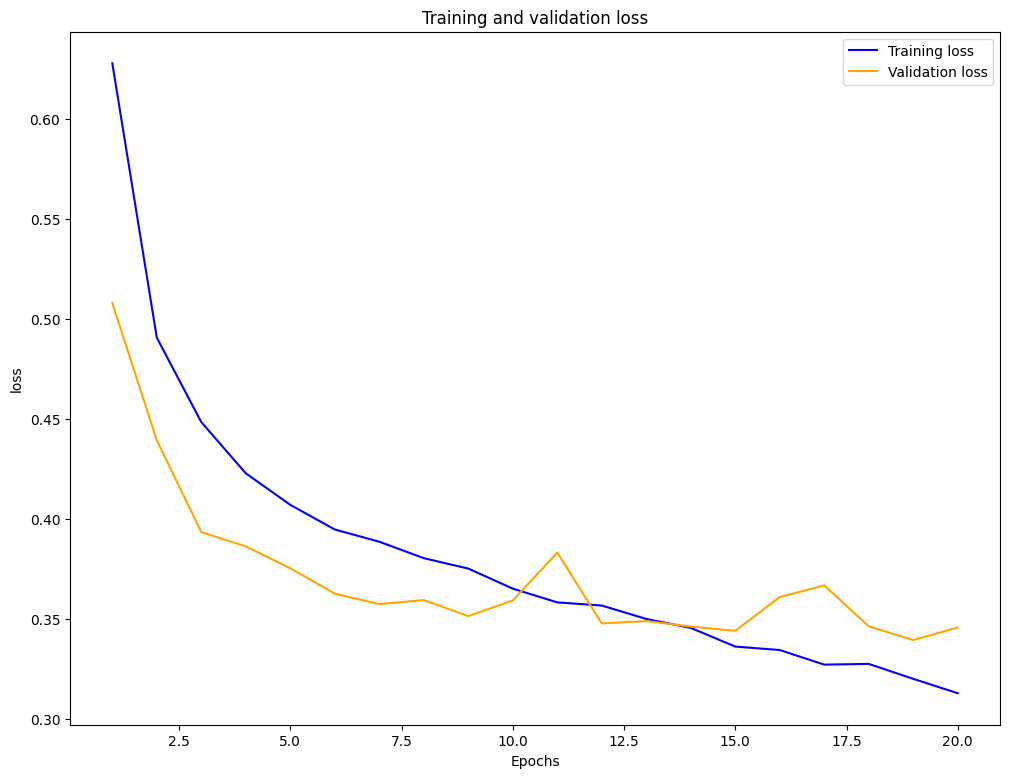 Training and validation loss
Training loss
Validation loss
0.60
0.55
0.50
0.45
0.40
0.35
0.30
loss
2.5 5.0 7.5 10.0 12.5 15.0 17.5 20.0
Epochs